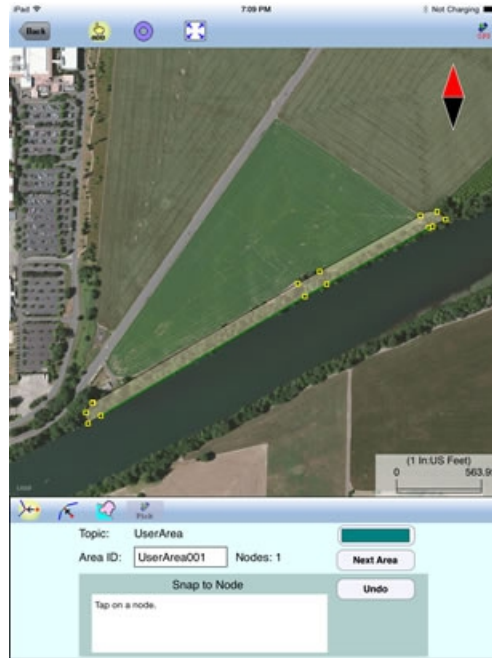 iPad 7:09 PM Not Charging
Back
GPS
(1 In:US Feet)
0 563.9
Pick
Topic: UserArea
Area ID: UserArea001 Nodes: 1 Next Area
Snap to Node Undo
Tap on a node.